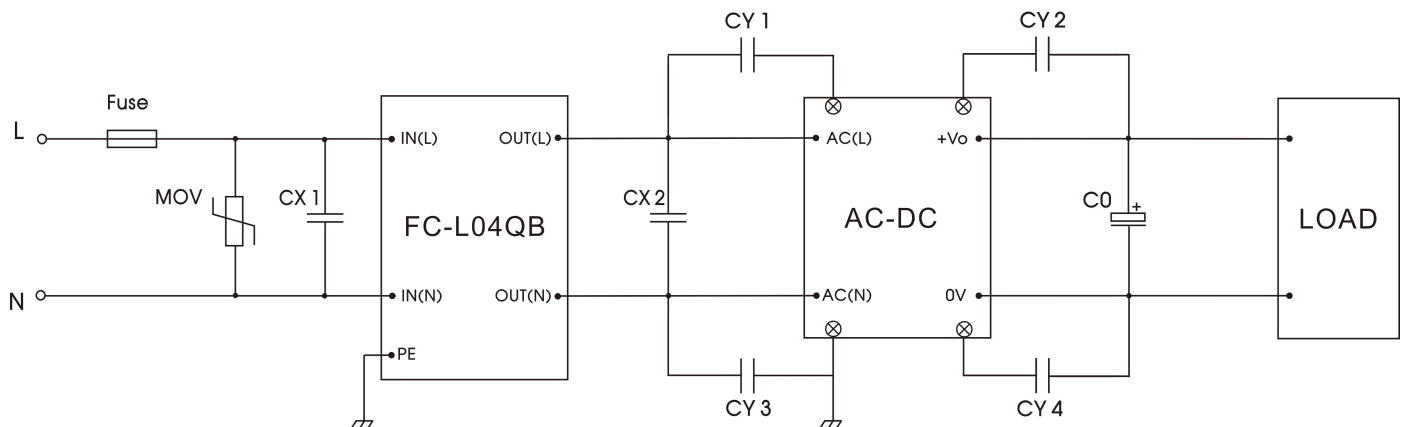 CY 1
CY 2
Fuse
L
IN(L)
OUT(L)
AC(L)
+Vo
MOV
CX 1
CX 2
C0
+
FC-L04QB
AC-DC
LOAD
N
IN(N)
OUT(N)
AC(N)
0V
PE
CY 3
CY 4